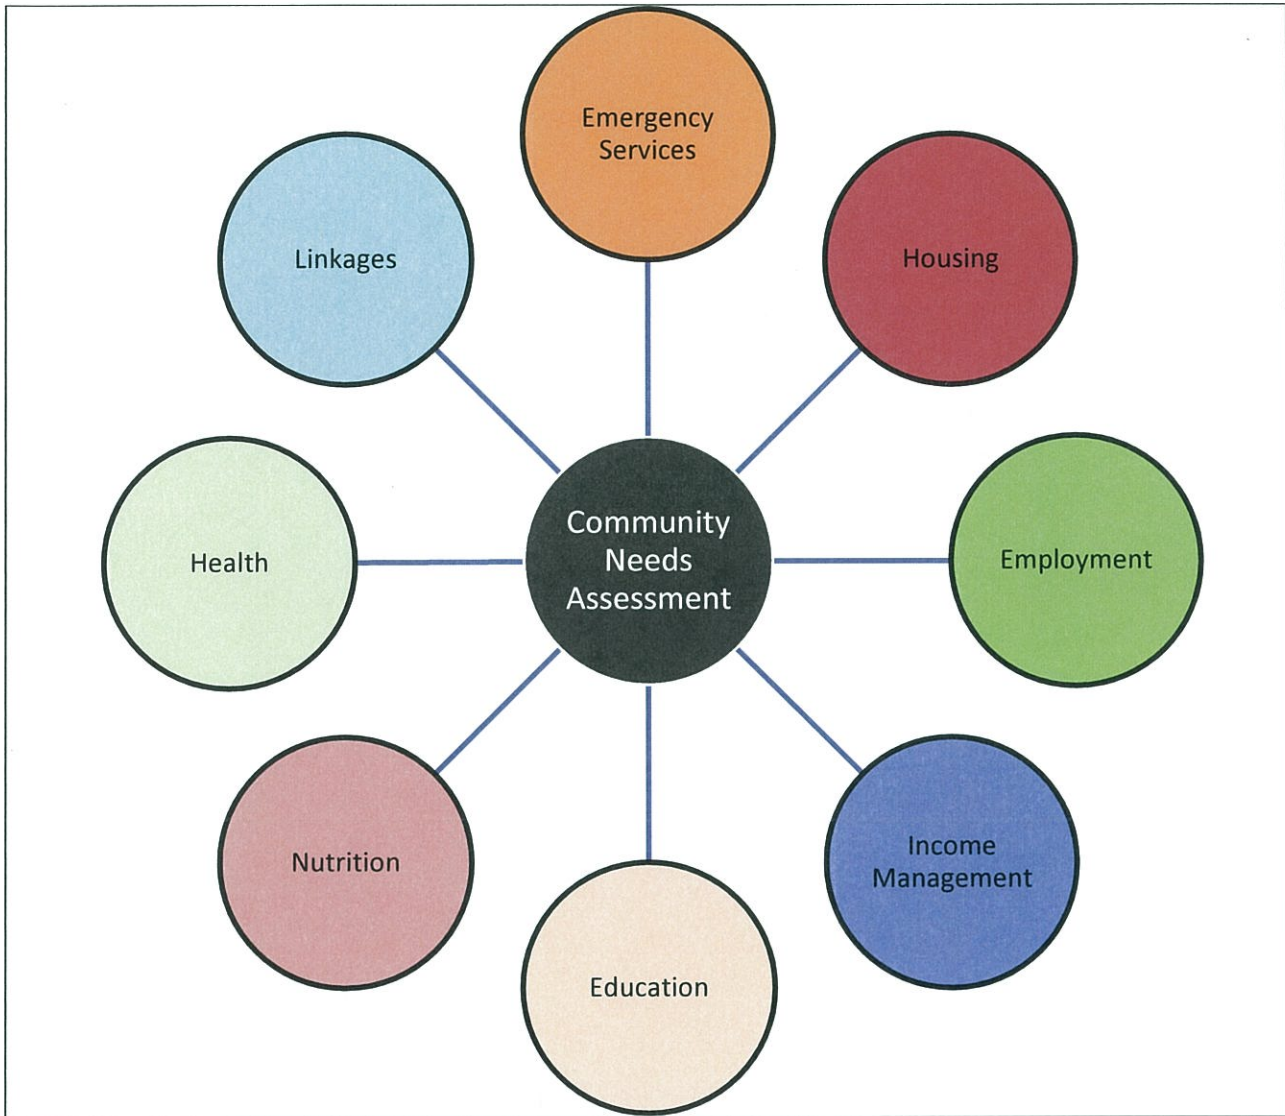 Emergency
Services
Linkages
Housing
Community
Needs
Assessment
Health
Employment
Nutrition
Income
Management
Education